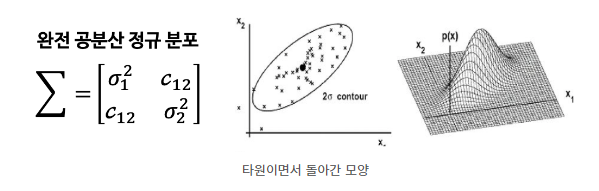 완전 공분산 정규 분포
∑ = [σ₁² c₁₂
c₁₂ σ₂²]
x₂
2σ contour
x.
p(x)
x₂
x₁
타원이면서 돌아간 모양